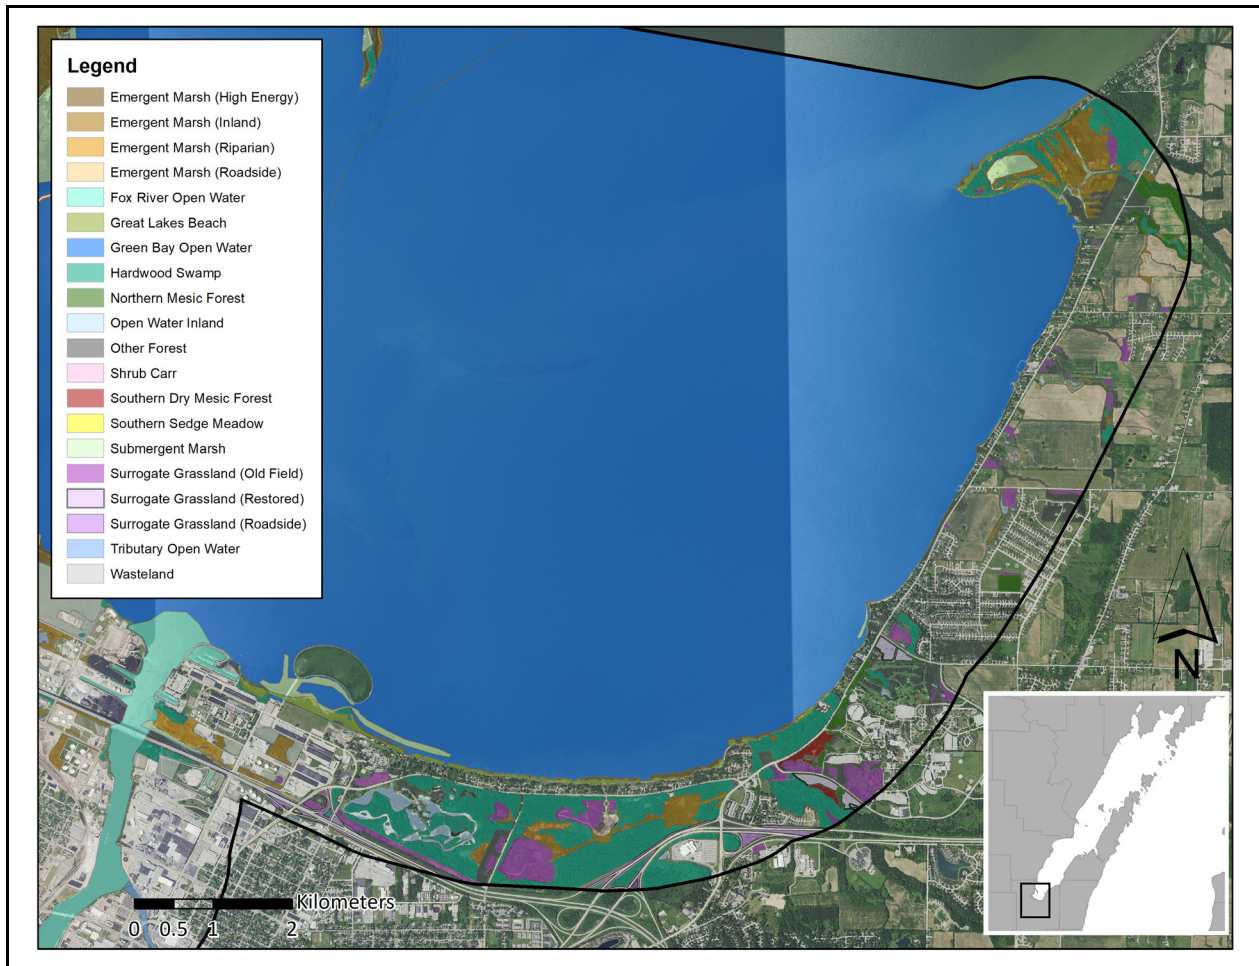 Legend
Emergent Marsh (High Energy)
Emergent Marsh (Inland)
Emergent Marsh (Riparian)
Emergent Marsh (Roadside)
Fox River Open Water
Great Lakes Beach
Green Bay Open Water
Hardwood Swamp
Northern Mesic Forest
Open Water Inland
Other Forest
Shrub Carr
Southern Dry Mesic Forest
Southern Sedge Meadow
Submergent Marsh
Surrogate Grassland (Old Field)
Surrogate Grassland (Restored)
Surrogate Grassland (Roadside)
Tributary Open Water
Wasteland
N
Kilometers
0 0.5 1 2